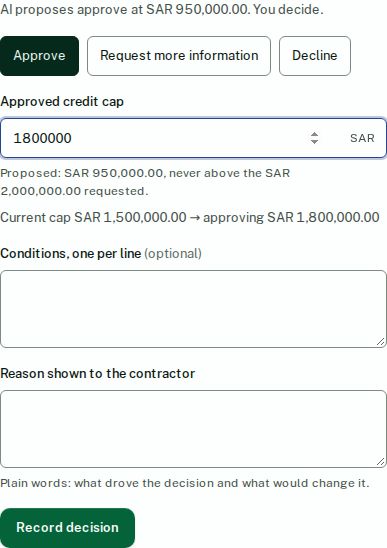 AI proposes approve at SAR 950,000.00. You decide.
Approve
Request more information
Decline
Approved credit cap
1800000
SAR
Proposed: SAR 950,000.00, never above the SAR
2,000,000.00 requested.
Current cap SAR 1,500,000.00 → approving SAR 1,800,000.00
Conditions, one per line (optional)
Reason shown to the contractor
Plain words: what drove the decision and what would change it.
Record decision